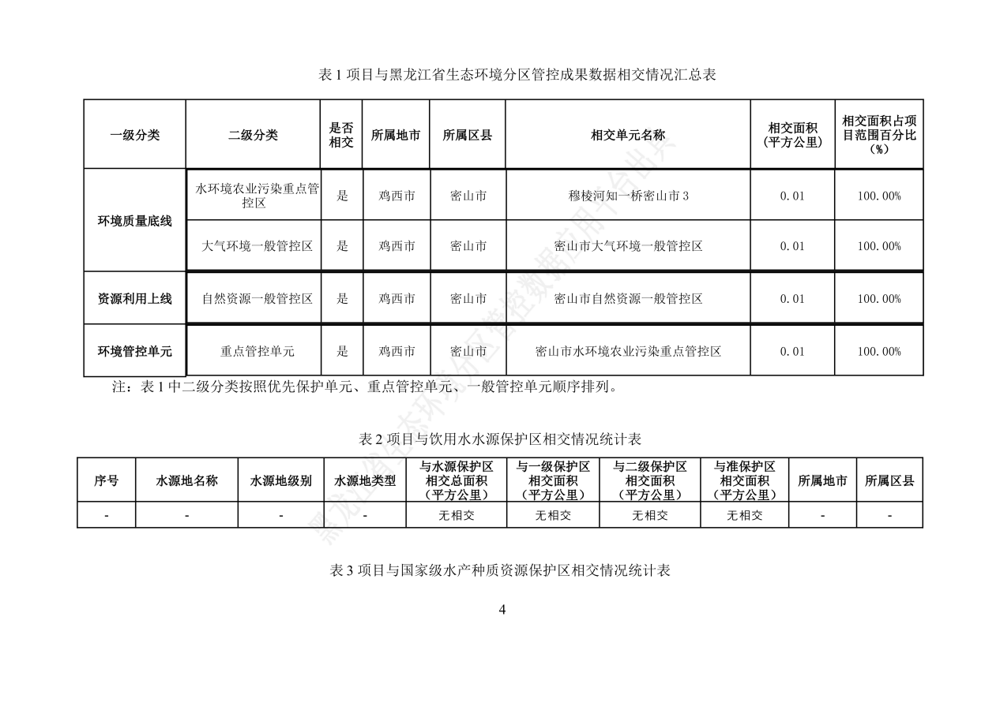 表 1 项目与黑龙江省生态环境分区管控成果数据相交情况汇总表
一级分类 二级分类 是否相交 所属地市 所属区县 相交单元名称 相交面积(平方公里) 相交面积占项目范围百分比（%）
环境质量底线 水环境农业污染重点管控区 是 鸡西市 密山市 穆棱河知一桥密山市 3 0.01 100.00%
大气环境一般管控区 是 鸡西市 密山市 密山市大气环境一般管控区 0.01 100.00%
资源利用上线 自然资源一般管控区 是 鸡西市 密山市 密山市自然资源一般管控区 0.01 100.00%
环境管控单元 重点管控单元 是 鸡西市 密山市 密山市水环境农业污染重点管控区 0.01 100.00%
注：表 1 中二级分类按照优先保护单元、重点管控单元、一般管控单元顺序排列。
表 2 项目与饮用水水源保护区相交情况统计表
序号 水源地名称 水源地级别 水源地类型 与水源保护区相交总面积（平方公里） 与一级保护区相交面积（平方公里） 与二级保护区相交面积（平方公里） 与准保护区相交面积（平方公里） 所属地市 所属区县
- - - - 无相交 无相交 无相交 无相交 - -
表 3 项目与国家级水产种质资源保护区相交情况统计表
4
黑龙江省生态环境分区管控数据应用平台出具